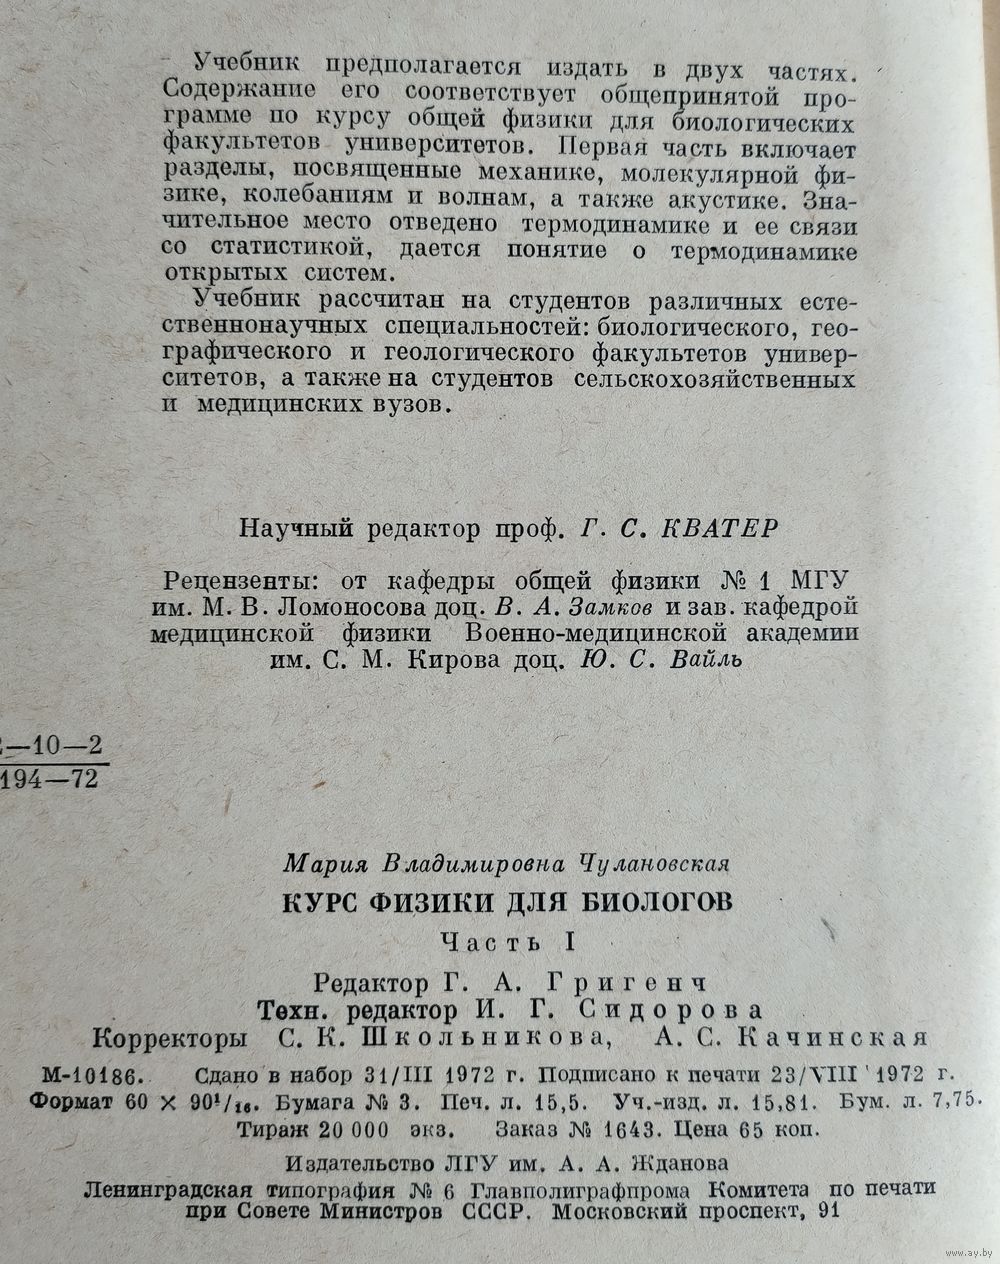 Учебник предполагается издать в двух частях.
Содержание его соответствует общепринятой про-
грамме по курсу общей физики для биологических
факультетов университетов. Первая часть включает
разделы, посвященные механике, молекулярной фи-
зике, колебаниям и волнам, а также акустике. Зна-
чительное место отведено термодинамике и ее связи
со статистикой, дается понятие о термодинамике
открытых систем.
Учебник рассчитан на студентов различных есте-
ственнонаучных специальностей: биологического, гео-
графического и геологического факультетов универ-
ситетов, а также на студентов сельскохозяйственных
и медицинских вузов.
Научный редактор проф. Г. С. КВАТЕР
Рецензенты: от кафедры общей физики № 1 МГУ
им. М. В. Ломоносова доц. В. А. Замков и зав. кафедрой
медицинской физики Военно-медицинской академии
им. С. М. Кирова доц. Ю. С. Вайль
—10—2
194—72
Мария Владимировна Чулановская
КУРС ФИЗИКИ ДЛЯ БИОЛОГОВ
Часть I
Редактор Г. А. Григенч
Техн. редактор И. Г. Сидорова
Корректоры С. К. Школьникова, А. С. Качинская
М-10186. Сдано в набор 31/III 1972 г. Подписано к печати 23/VIII 1972 г.
Формат 60 × 90¹/₁₆. Бумага № 3. Печ. л. 15,5. Уч.-изд. л. 15,81. Бум. л. 7,75.
Тираж 20 000 экз. Заказ № 1643. Цена 65 коп.
Издательство ЛГУ им. А. А. Жданова
Ленинградская типография № 6 Главполиграфпрома Комитета по печати
при Совете Министров СССР. Московский проспект, 91
www.ay.by